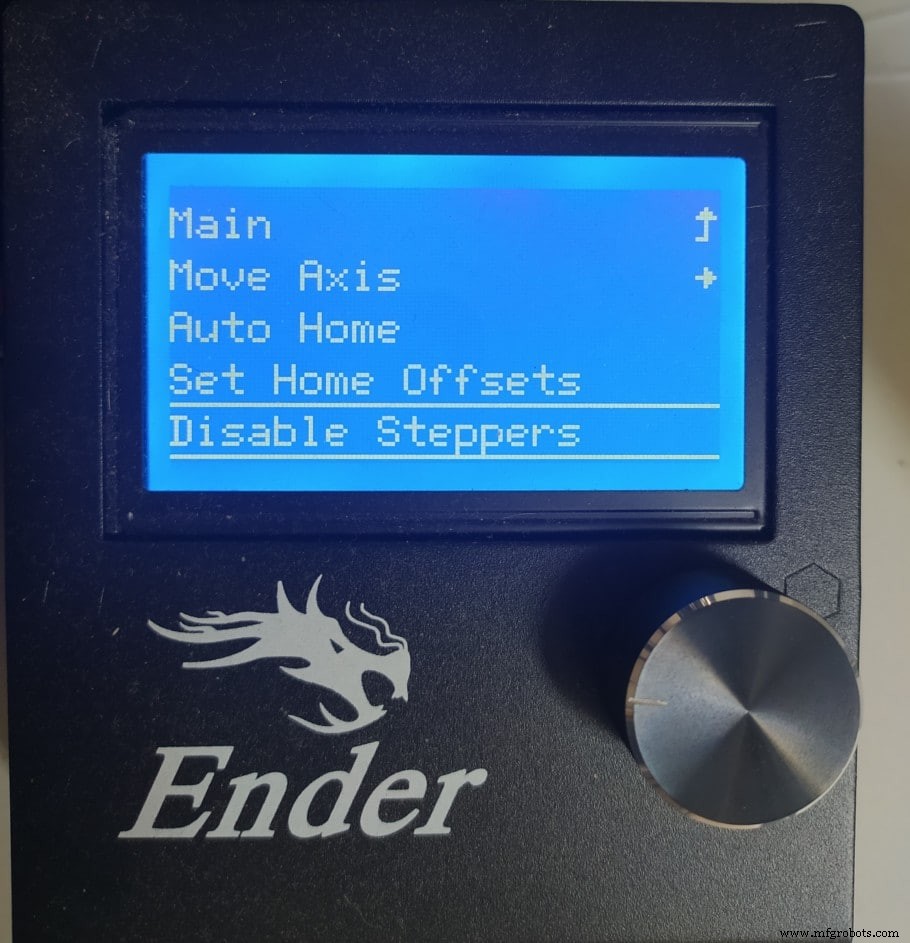 Main
Move Axis
Auto Home
Set Home Offsets
Disable Steppers
Ender
www.mfgrobots.com